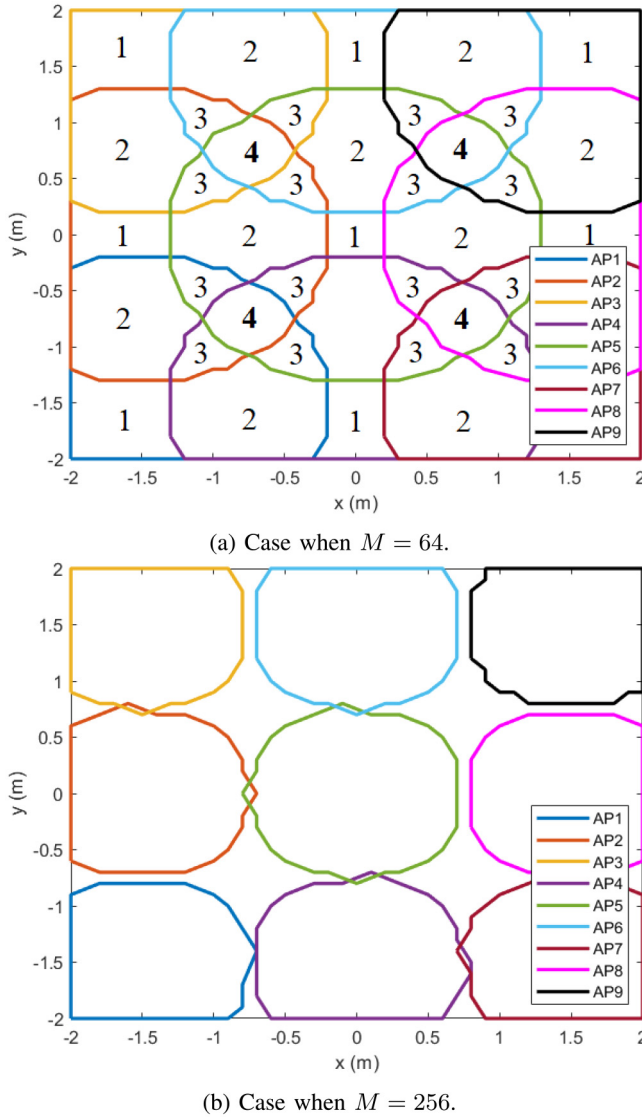 2
1 2 1 2 1
1.5
1
3 3 3 3
2 4 2 4 2
0.5
3 3 3 3
0
1 2 1 2 1
-0.5
3 3 3 3
2 4 4
-1
3 3 3 3
-1.5
1 2 1 2
-2
y (m)
AP1
AP2
AP3
AP4
AP5
AP6
AP7
AP8
AP9
-2 -1.5 -1 -0.5 0 0.5 1 1.5 2
x (m)
(a) Case when M = 64.
2
1.5
1
0.5
0
-0.5
-1
-1.5
-2
y (m)
AP1
AP2
AP3
AP4
AP5
AP6
AP7
AP8
AP9
-2 -1.5 -1 -0.5 0 0.5 1 1.5 2
x (m)
(b) Case when M = 256.